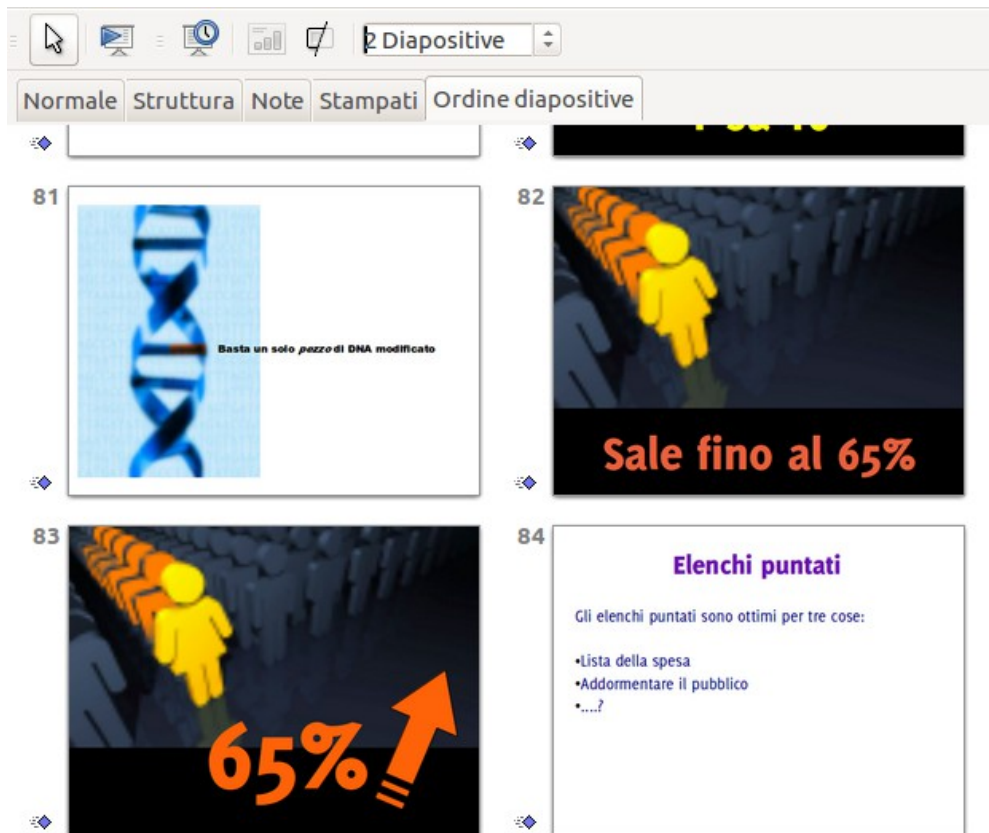 2 Diapositive
Normale Struttura Note Stampati Ordine diapositive
81
Basta un solo pezzo di DNA modificato
82
Sale fino al 65%
83
65%
84
Elenchi puntati
Gli elenchi puntati sono ottimi per tre cose:
•Lista della spesa
•Addormentare il pubblico
•....?